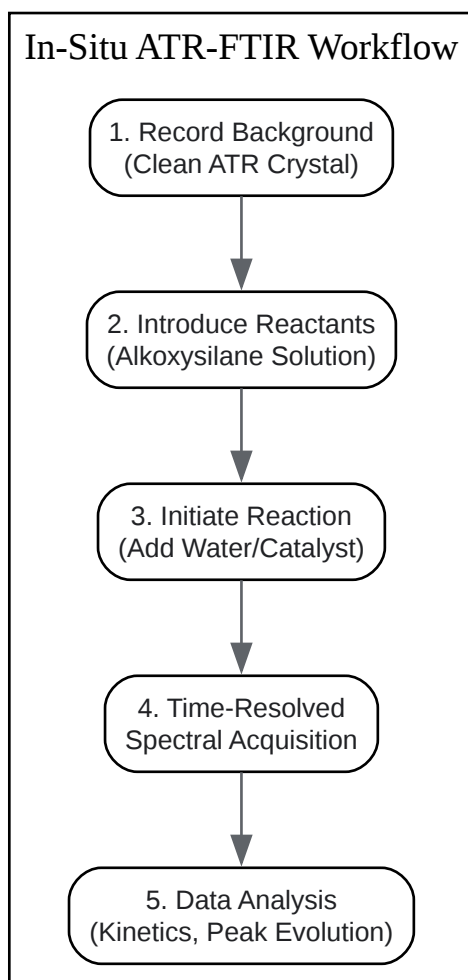 In-Situ ATR-FTIR Workflow
1. Record Background
(Clean ATR Crystal)
2. Introduce Reactants
(Alkoxysilane Solution)
3. Initiate Reaction
(Add Water/Catalyst)
4. Time-Resolved
Spectral Acquisition
5. Data Analysis
(Kinetics, Peak Evolution)